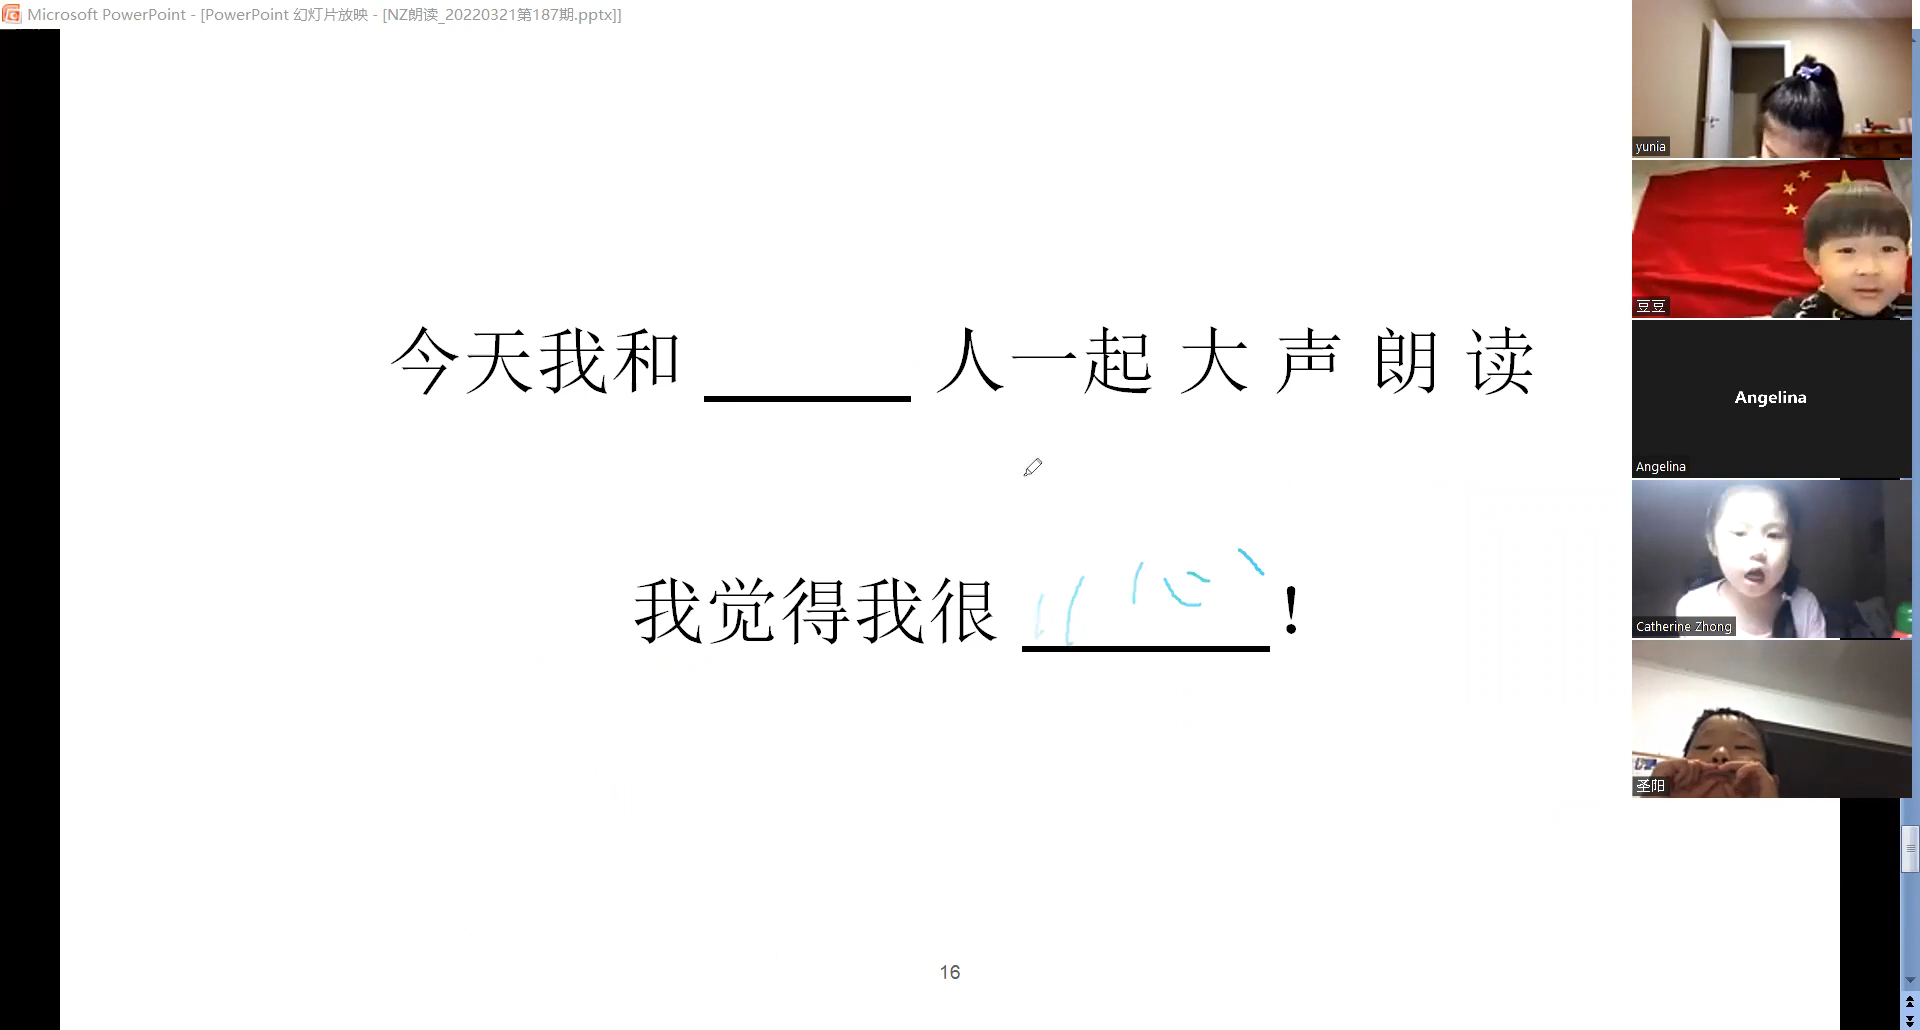 Microsoft PowerPoint - [PowerPoint 幻灯片放映 - [NZ朗读_20220321第187期.pptx]]
今天我和 ______ 人一起 大 声 朗 读
我觉得我很 ______ !
16
yunia
豆豆
Angelina
Angelina
Catherine Zhong
圣阳